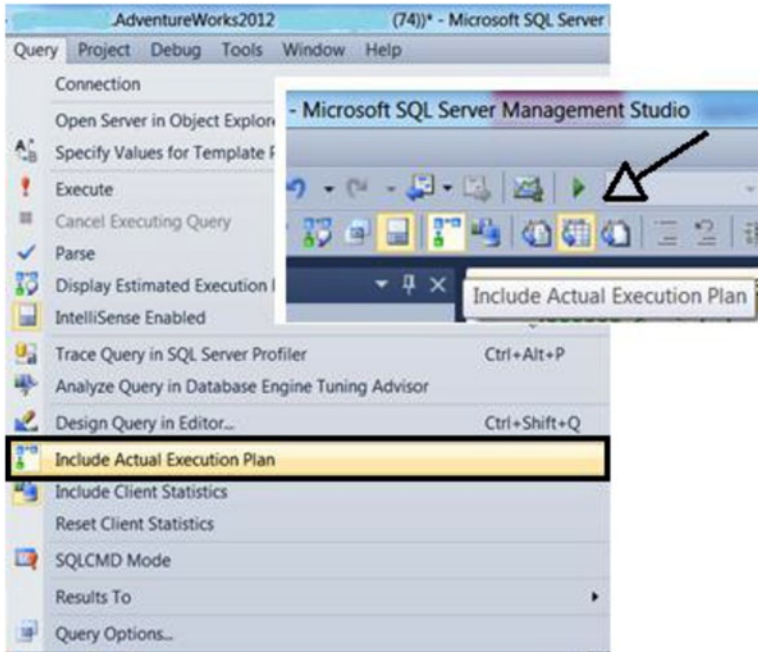 .AdventureWorks2012 (74))* - Microsoft SQL Server
Query Project Debug Tools Window Help
Connection
Open Server in Object Explore
Specify Values for Template P
Execute
Cancel Executing Query
Parse
Display Estimated Execution
IntelliSense Enabled
- Microsoft SQL Server Management Studio
Include Actual Execution Plan
Trace Query in SQL Server Profiler Ctrl+Alt+P
Analyze Query in Database Engine Tuning Advisor
Design Query in Editor... Ctrl+Shift+Q
Include Actual Execution Plan
Include Client Statistics
Reset Client Statistics
SQLCMD Mode
Results To
Query Options...